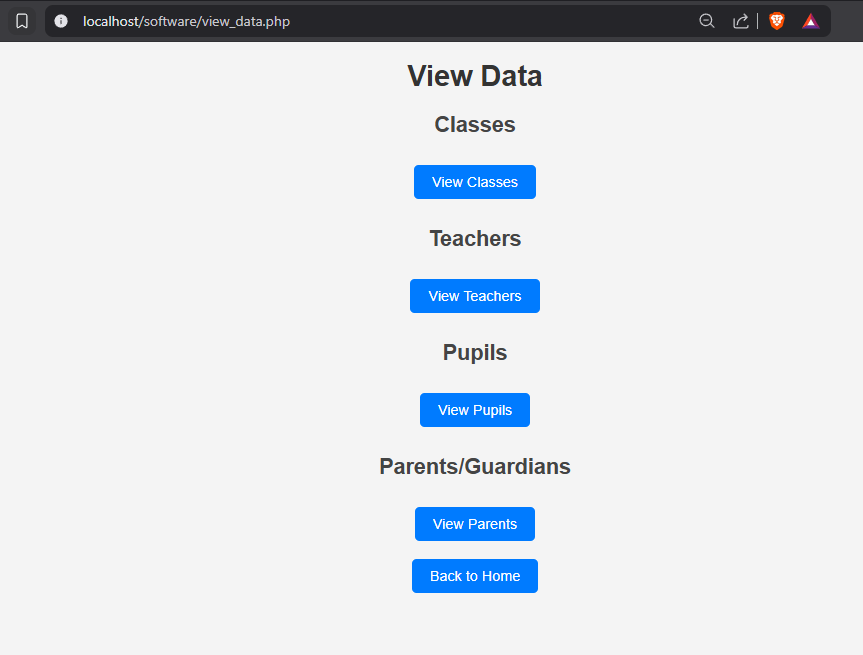 localhost/software/view_data.php
View Data
Classes
View Classes
Teachers
View Teachers
Pupils
View Pupils
Parents/Guardians
View Parents
Back to Home